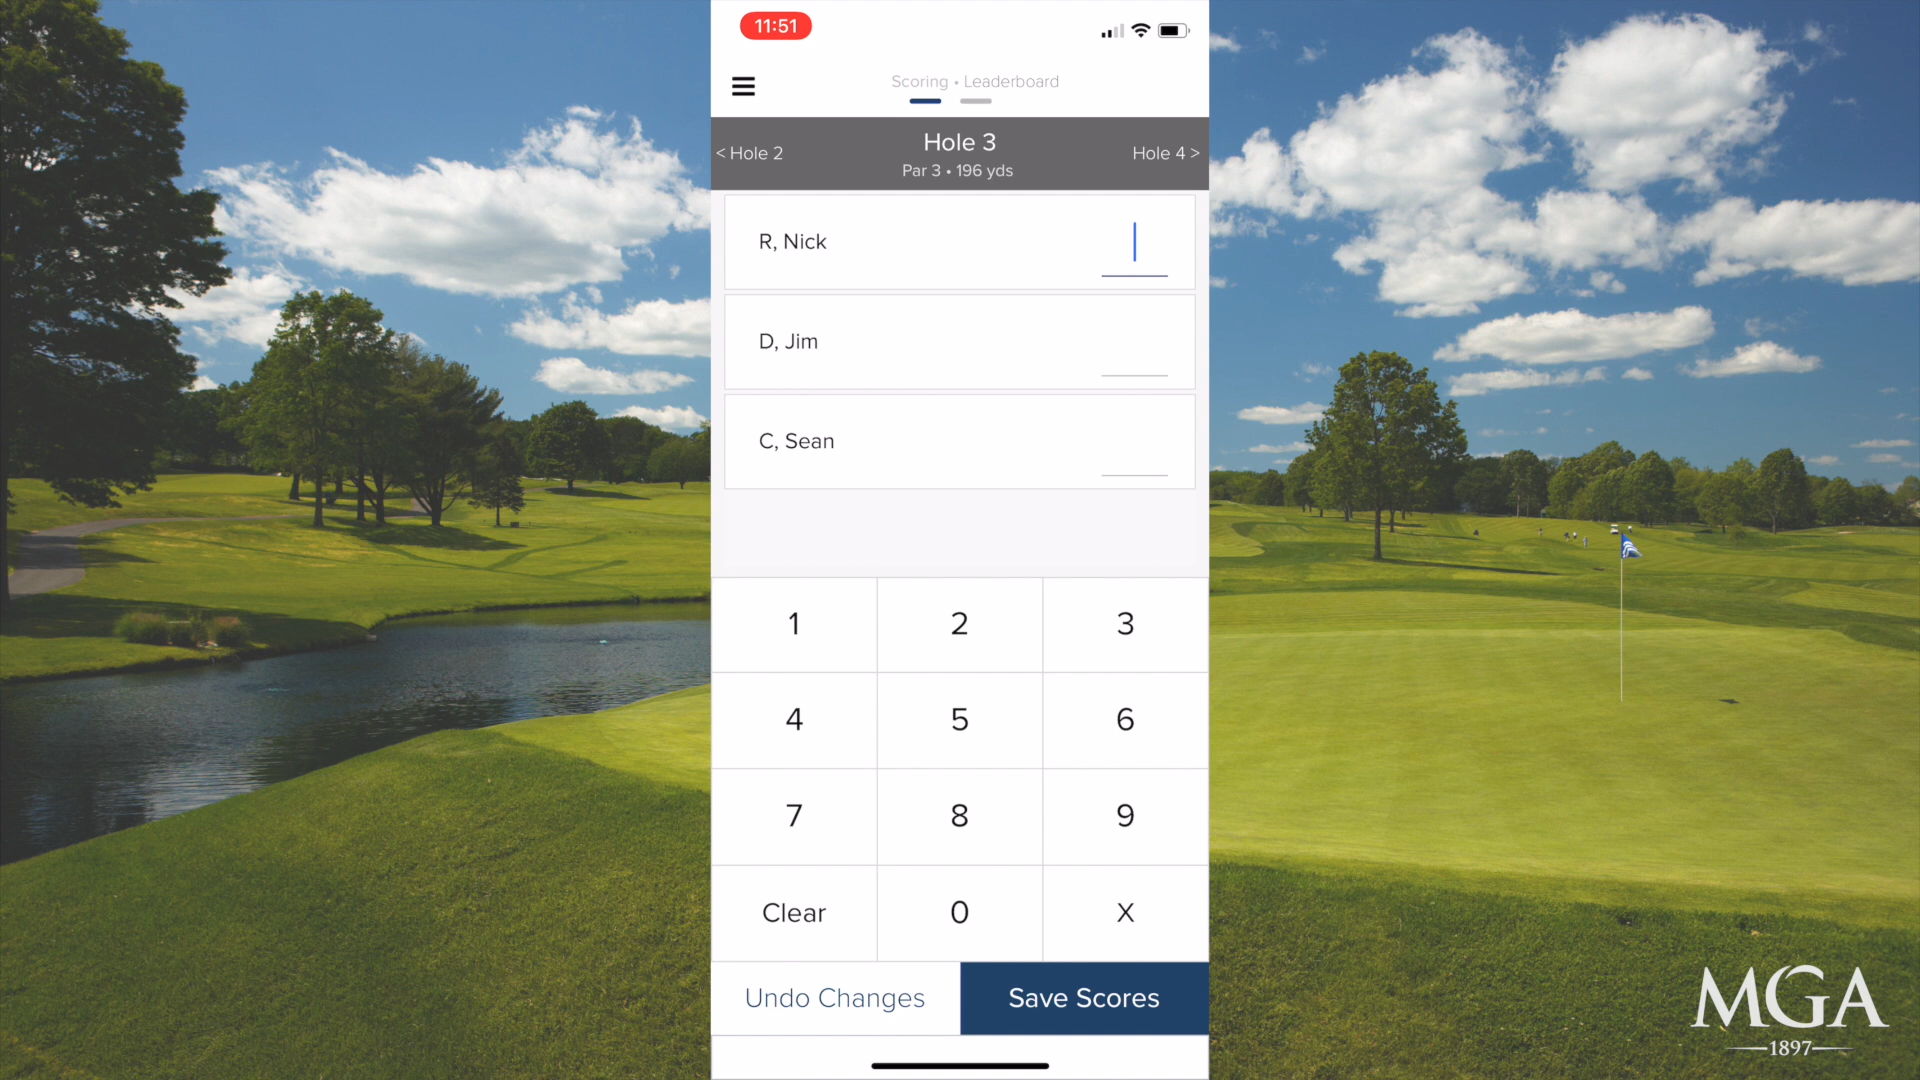 11:51
Scoring • Leaderboard
< Hole 2
Hole 3
Par 3 • 196 yds
Hole 4 >
R, Nick
D, Jim
C, Sean
1 2 3
4 5 6
7 8 9
Clear 0 X
Undo Changes
Save Scores
MGA
1897